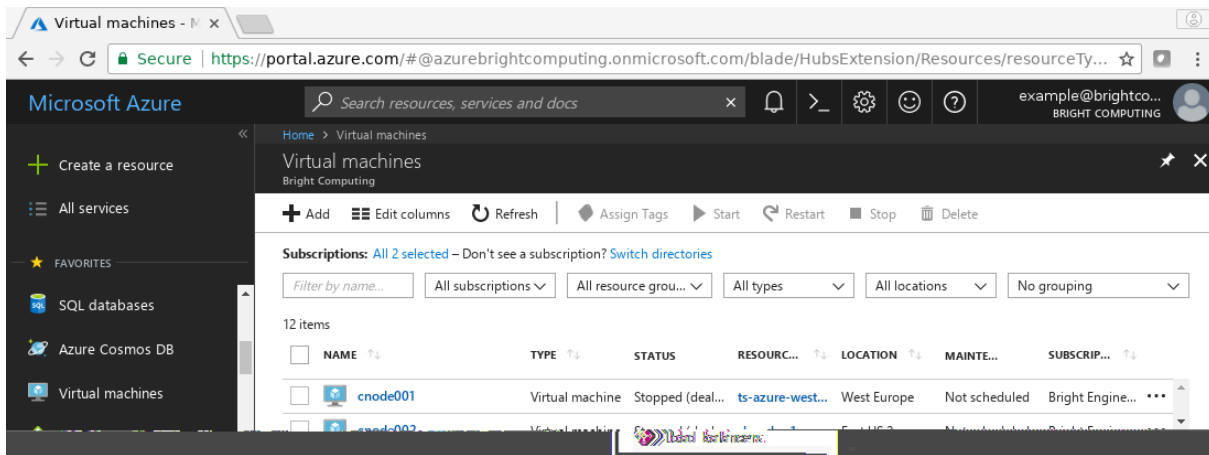 Virtual machines - M
Secure https://portal.azure.com/#@azurebrightcomputing.onmicrosoft.com/blade/HubsExtension/Resources/resourceTy...
Microsoft Azure
Search resources, services and docs
example@brightco...
BRIGHT COMPUTING
Home > Virtual machines
Virtual machines
Bright Computing
Create a resource
All services
FAVORITES
SQL databases
Azure Cosmos DB
Virtual machines
Add Edit columns Refresh Assign Tags Start Restart Stop Delete
Subscriptions: All 2 selected – Don't see a subscription? Switch directories
Filter by name... All subscriptions All resource grou... All types All locations No grouping
12 items
NAME TYPE STATUS RESOURC... LOCATION MAINTE... SUBSCRIP...
cnode001 Virtual machine Stopped (deal... ts-azure-west... West Europe Not scheduled Bright Engine...